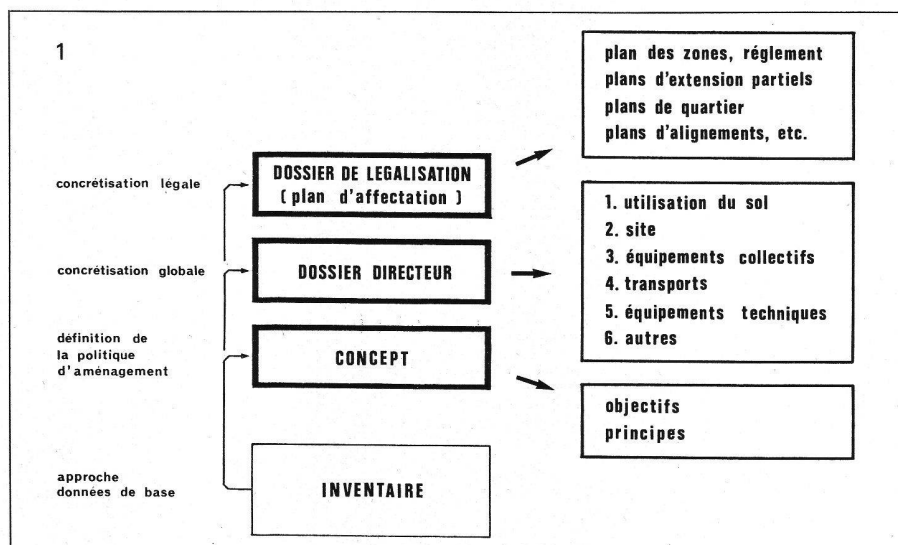 1
plan des zones, réglement
plans d'extension partiels
plans de quartier
plans d'alignements, etc.
concrétisation légale
DOSSIER DE LEGALISATION
( plan d'affectation )
1. utilisation du sol
2. site
3. équipements collectifs
4. transports
5. équipements techniques
6. autres
concrétisation globale
DOSSIER DIRECTEUR
définition de
la politique
d'aménagement
CONCEPT
objectifs
principes
approche
données de base
INVENTAIRE